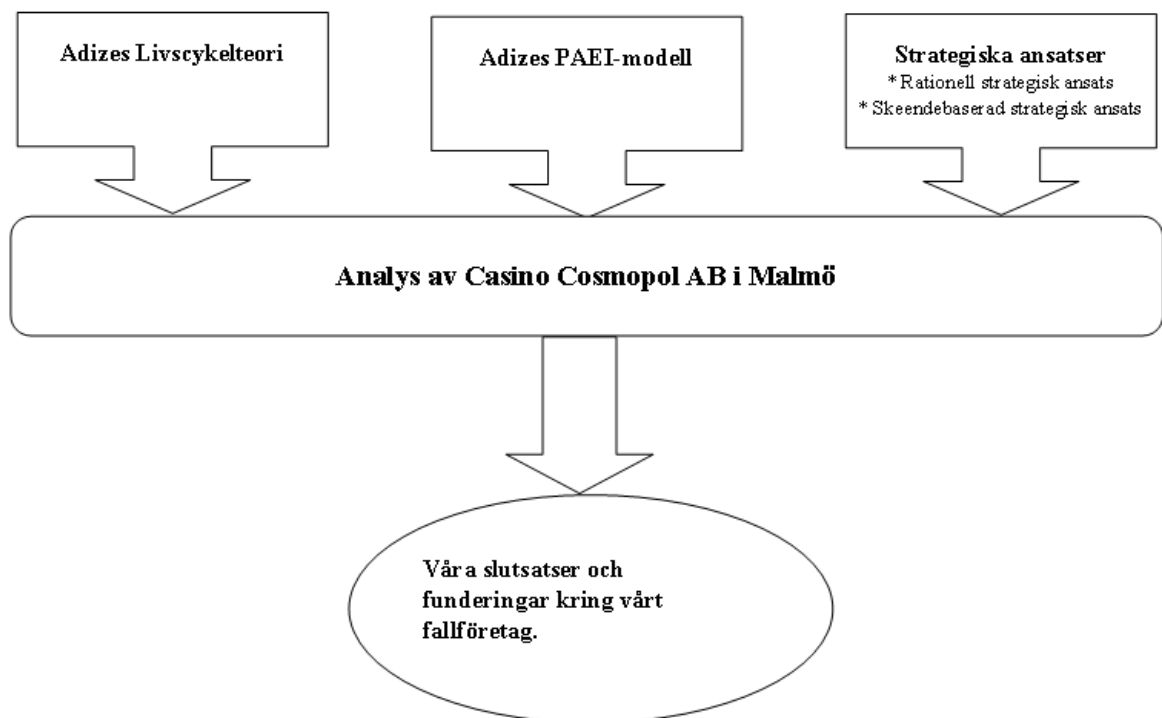 Adizes Livscykelteori
Adizes PAEI-modell
Strategiska ansatser
* Rationell strategisk ansats
* Skeendebaserad strategisk ansats
Analys av Casino Cosmopol AB i Malmö
Våra slutsatser och
funderingar kring vårt
fallföretag.